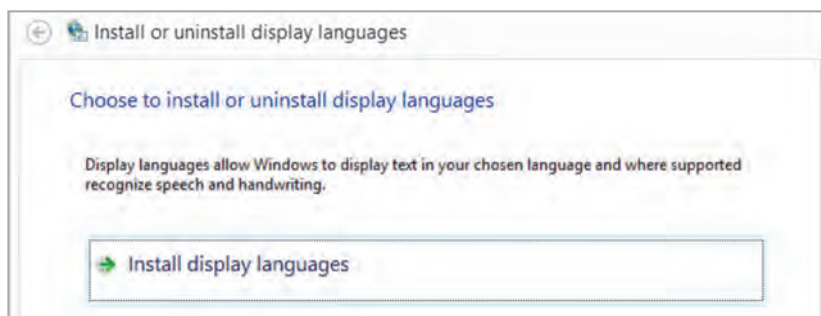 Install or uninstall display languages
Choose to install or uninstall display languages
Display languages allow Windows to display text in your chosen language and where supported
recognize speech and handwriting.
Install display languages